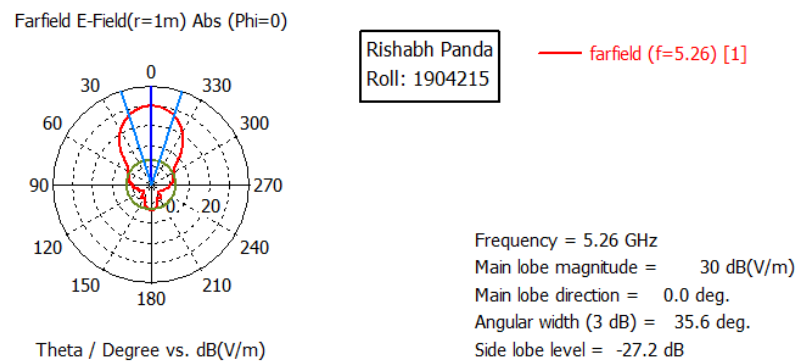 Farfield E-Field(r=1m) Abs (Phi=0)
Rishabh Panda
Roll: 1904215
farfield (f=5.26) [1]
0
30
330
60
300
90
270
0
20
120
240
150
210
180
Frequency = 5.26 GHz
Main lobe magnitude = 30 dB(V/m)
Main lobe direction = 0.0 deg.
Angular width (3 dB) = 35.6 deg.
Side lobe level = -27.2 dB
Theta / Degree vs. dB(V/m)